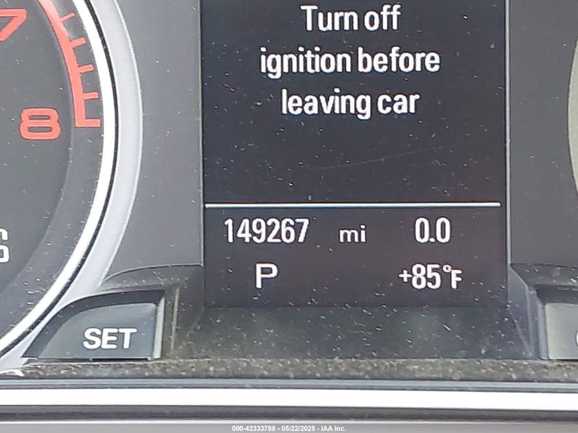 Turn off
ignition before
leaving car
7
8
149267 mi 0.0
P +85°F
SET
000-42333798 - 05/22/2025 - IAA Inc.